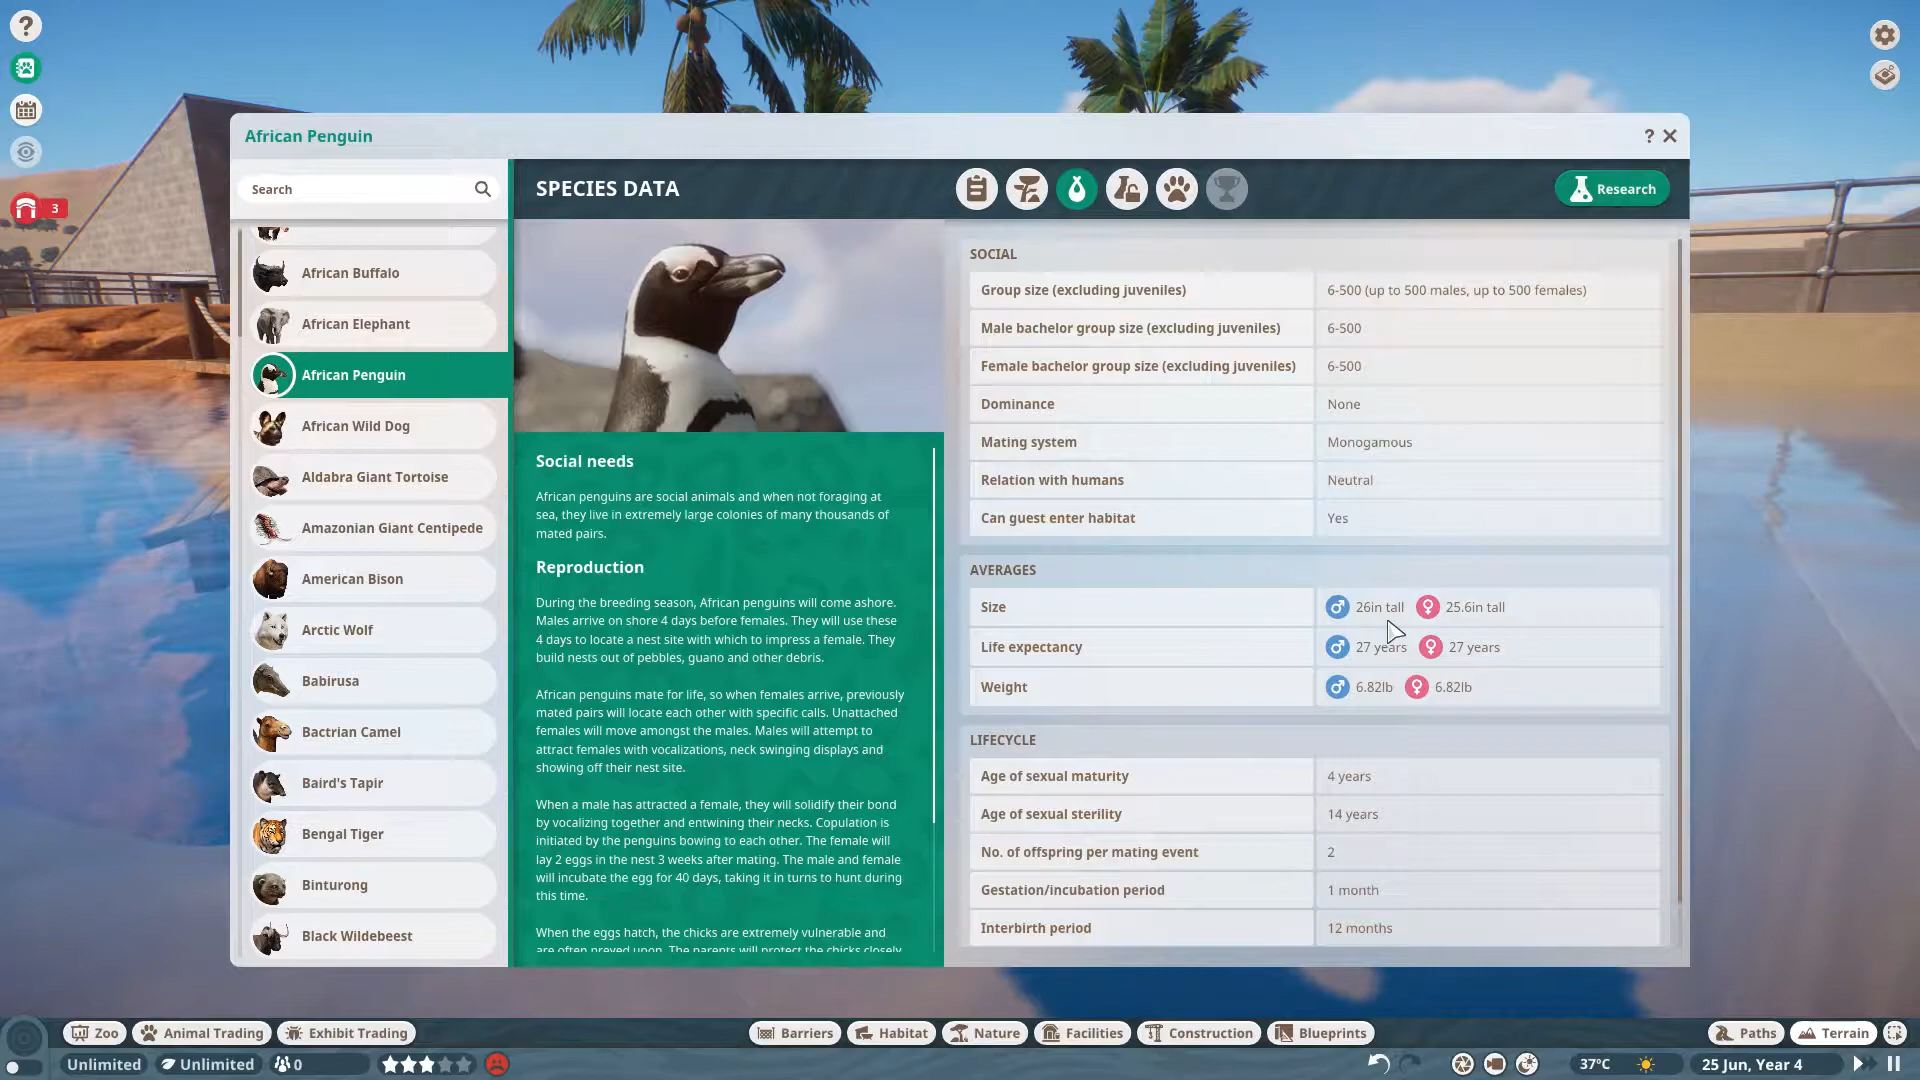 African Penguin
?
Search
SPECIES DATA
Research
3
African Buffalo
African Elephant
African Penguin
African Wild Dog
Aldabra Giant Tortoise
Amazonian Giant Centipede
American Bison
Arctic Wolf
Babirusa
Bactrian Camel
Baird's Tapir
Bengal Tiger
Binturong
Black Wildebeest
Social needs
African penguins are social animals and when not foraging at
sea, they live in extremely large colonies of many thousands of
mated pairs.
Reproduction
During the breeding season, African penguins will come ashore.
Males arrive on shore 4 days before females. They will use these
4 days to locate a nest site with which to impress a female. They
build nests out of pebbles, guano and other debris.
African penguins mate for life, so when females arrive, previously
mated pairs will locate each other with specific calls. Unattached
females will move amongst the males. Males will attempt to
attract females with vocalizations, neck swinging displays and
showing off their nest site.
When a male has attracted a female, they will solidify their bond
by vocalizing together and entwining their necks. Copulation is
initiated by the penguins bowing to each other. The female will
lay 2 eggs in the nest 3 weeks after mating. The male and female
will incubate the egg for 40 days, taking it in turns to hunt during
this time.
When the eggs hatch, the chicks are extremely vulnerable and
are often preyed upon. The parents will protect the chicks closely
SOCIAL
Group size (excluding juveniles) 6-500 (up to 500 males, up to 500 females)
Male bachelor group size (excluding juveniles) 6-500
Female bachelor group size (excluding juveniles) 6-500
Dominance None
Mating system Monogamous
Relation with humans Neutral
Can guest enter habitat Yes
AVERAGES
Size 26in tall 25.6in tall
Life expectancy 27 years 27 years
Weight 6.82lb 6.82lb
LIFECYCLE
Age of sexual maturity 4 years
Age of sexual sterility 14 years
No. of offspring per mating event 2
Gestation/incubation period 1 month
Interbirth period 12 months
Zoo Animal Trading Exhibit Trading Barriers Habitat Nature Facilities Construction Blueprints Paths Terrain
Unlimited Unlimited 0 37°C 25 Jun, Year 4